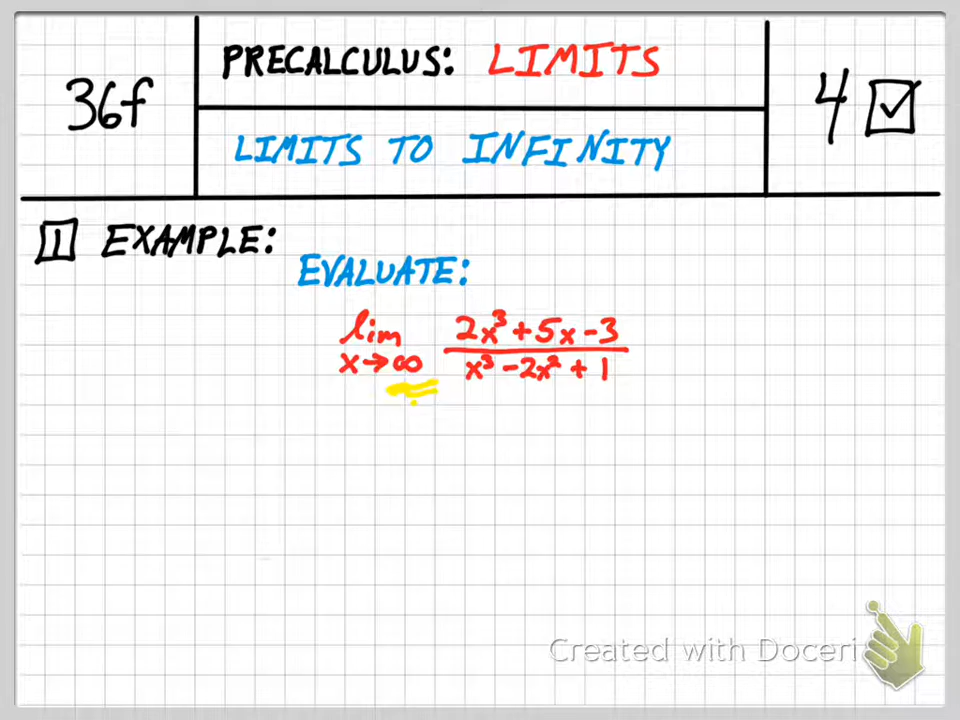 36f
PRECALCULUS: LIMITS
LIMITS TO INFINITY
4 ☑
1 EXAMPLE:
EVALUATE:
lim 2x³+5x-3
x→∞ x³-2x²+1
Created with Doceri